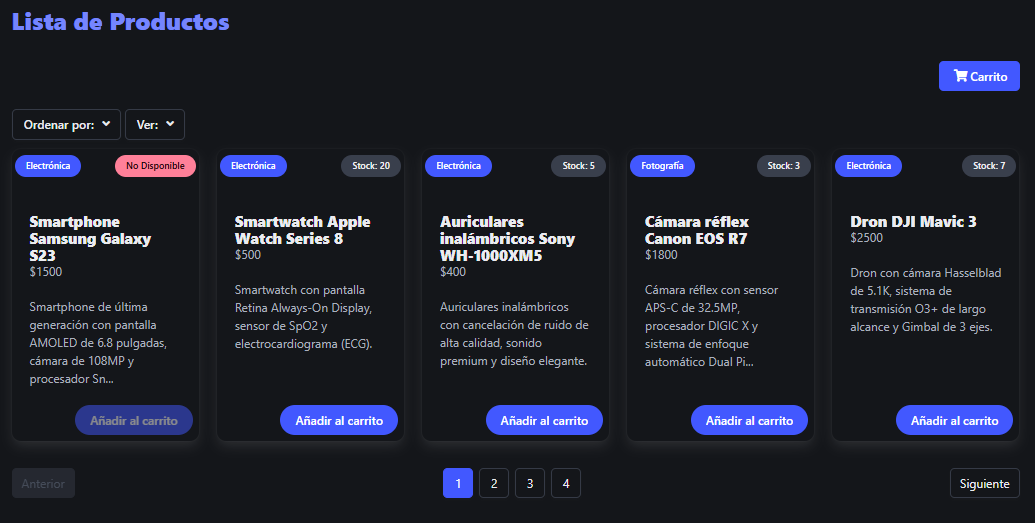 Lista de Productos
Carrito
Ordenar por:
Ver:
Electrónica
No Disponible
Smartphone
Samsung Galaxy
S23
$1500
Smartphone de última
generación con pantalla
AMOLED de 6.8 pulgadas,
cámara de 108MP y
procesador Sn...
Añadir al carrito
Electrónica
Stock: 20
Smartwatch Apple
Watch Series 8
$500
Smartwatch con pantalla
Retina Always-On Display,
sensor de SpO2 y
electrocardiograma (ECG).
Añadir al carrito
Electrónica
Stock: 5
Auriculares
inalámbricos Sony
WH-1000XM5
$400
Auriculares inalámbricos
con cancelación de ruido de
alta calidad, sonido
premium y diseño elegante.
Añadir al carrito
Fotografía
Stock: 3
Cámara réflex
Canon EOS R7
$1800
Cámara réflex con sensor
APS-C de 32.5MP,
procesador DIGIC X y
sistema de enfoque
automático Dual Pi...
Añadir al carrito
Electrónica
Stock: 7
Dron DJI Mavic 3
$2500
Dron con cámara Hasselblad
de 5.1K, sistema de
transmisión O3+ de largo
alcance y Gimbal de 3 ejes.
Añadir al carrito
Anterior
1
2
3
4
Siguiente